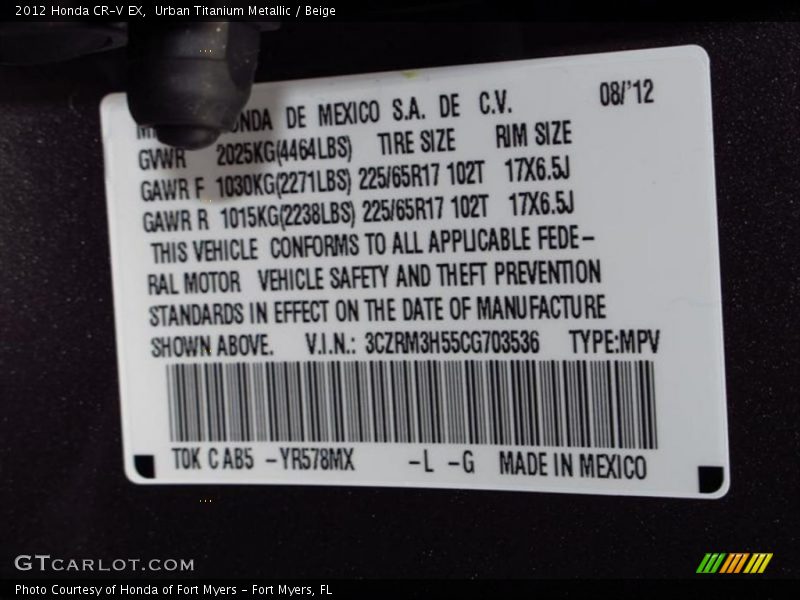 2012 Honda CR-V EX,  Urban Titanium Metallic / Beige
HONDA DE MEXICO S.A. DE C.V. 08/'12
GVWR 2025KG(4464LBS) TIRE SIZE RIM SIZE
GAWR F 1030KG(2271LBS) 225/65R17 102T 17X6.5J
GAWR R 1015KG(2238LBS) 225/65R17 102T 17X6.5J
THIS VEHICLE CONFORMS TO ALL APPLICABLE FEDE-
RAL MOTOR VEHICLE SAFETY AND THEFT PREVENTION
STANDARDS IN EFFECT ON THE DATE OF MANUFACTURE
SHOWN ABOVE. V.I.N.: 3CZRM3H55CG703536 TYPE:MPV
T0K C AB5 -YR578MX -L -G MADE IN MEXICO
GTCARLOT.COM
Photo Courtesy of Honda of Fort Myers - Fort Myers, FL